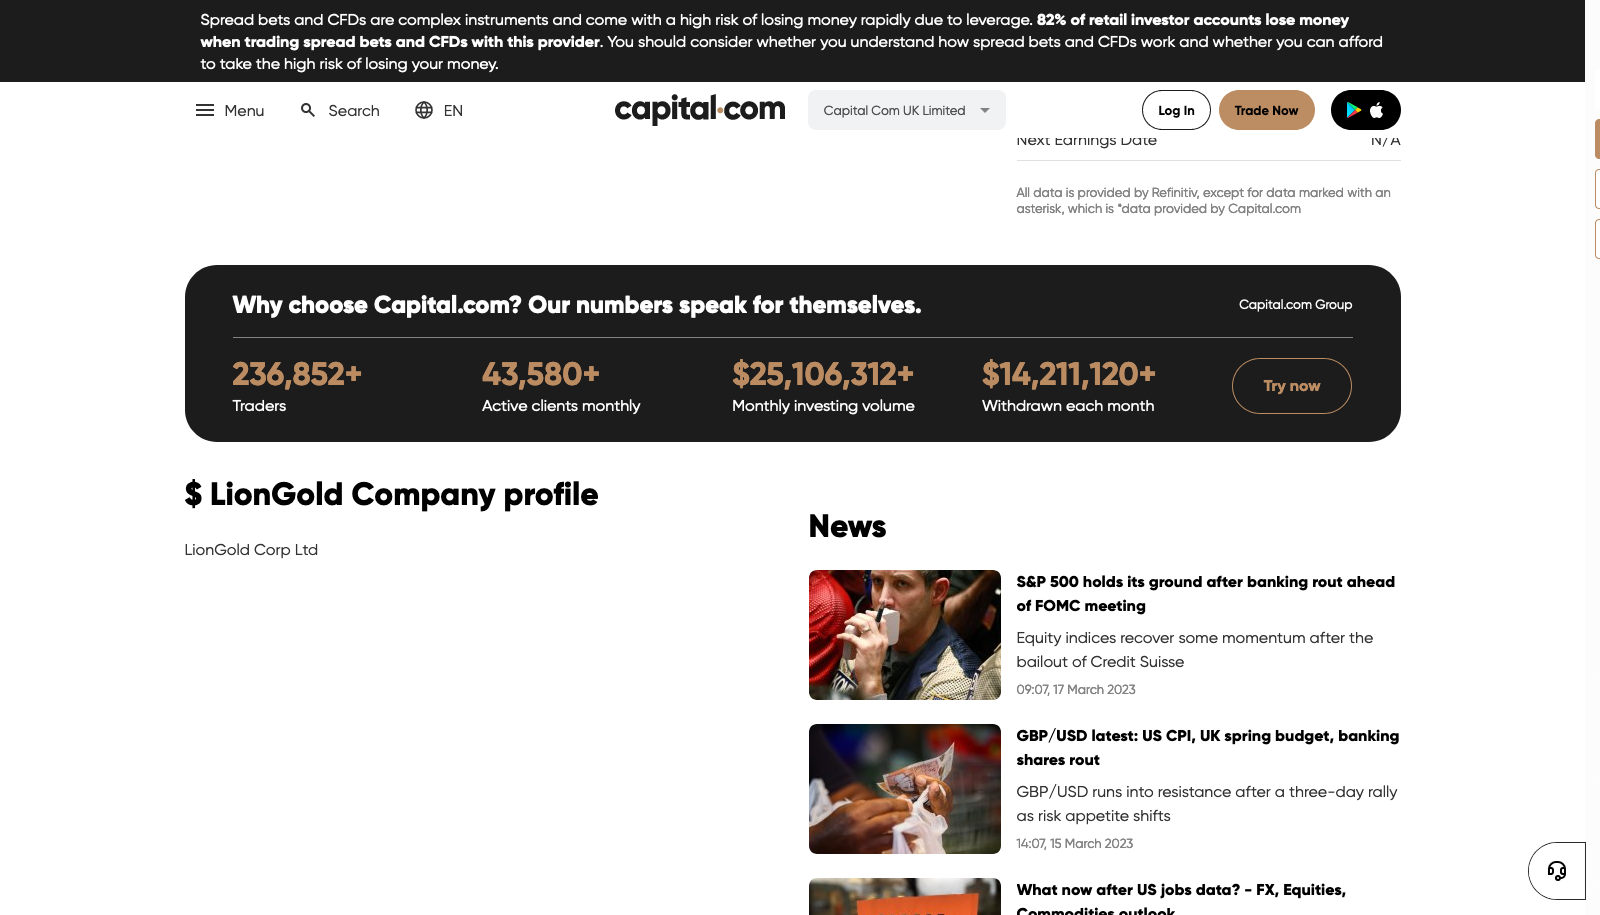 Spread bets and CFDs are complex instruments and come with a high risk of losing money rapidly due to leverage. 82% of retail investor accounts lose money
when trading spread bets and CFDs with this provider. You should consider whether you understand how spread bets and CFDs work and whether you can afford
to take the high risk of losing your money.
Menu
Search
EN
capital.com
Capital Com UK Limited
Log In
Trade Now
Next Earnings Date
N/A
All data is provided by Refinitiv, except for data marked with an
asterisk, which is *data provided by Capital.com
Why choose Capital.com? Our numbers speak for themselves.
Capital.com Group
236,852+
Traders
43,580+
Active clients monthly
$25,106,312+
Monthly investing volume
$14,211,120+
Withdrawn each month
Try now
$ LionGold Company profile
LionGold Corp Ltd
News
S&P 500 holds its ground after banking rout ahead
of FOMC meeting
Equity indices recover some momentum after the
bailout of Credit Suisse
09:07, 17 March 2023
GBP/USD latest: US CPI, UK spring budget, banking
shares rout
GBP/USD runs into resistance after a three-day rally
as risk appetite shifts
14:07, 15 March 2023
What now after US jobs data? - FX, Equities,
Commodities outlook